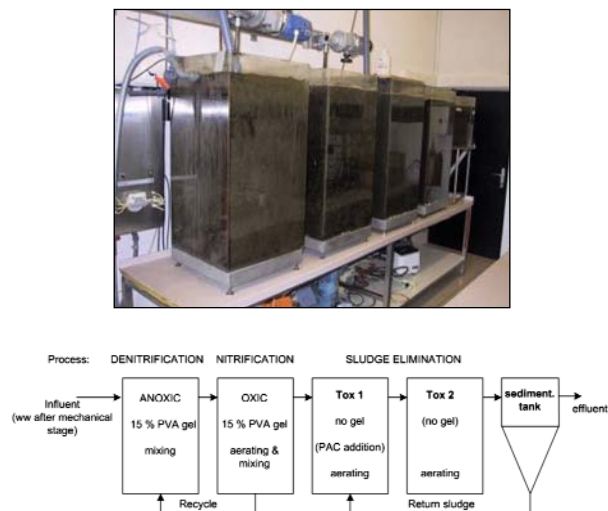 Process: DENITRIFICATION NITRIFICATION SLUDGE ELIMINATION
Influent
(ww after mechanical
stage)
ANOXIC
15 % PVA gel
mixing
OXIC
15 % PVA gel
aerating &
mixing
Tox 1
no gel
(PAC addition)
aerating
Tox 2
(no gel)
aerating
sediment.
tank
effluent
Recycle
Return sludge